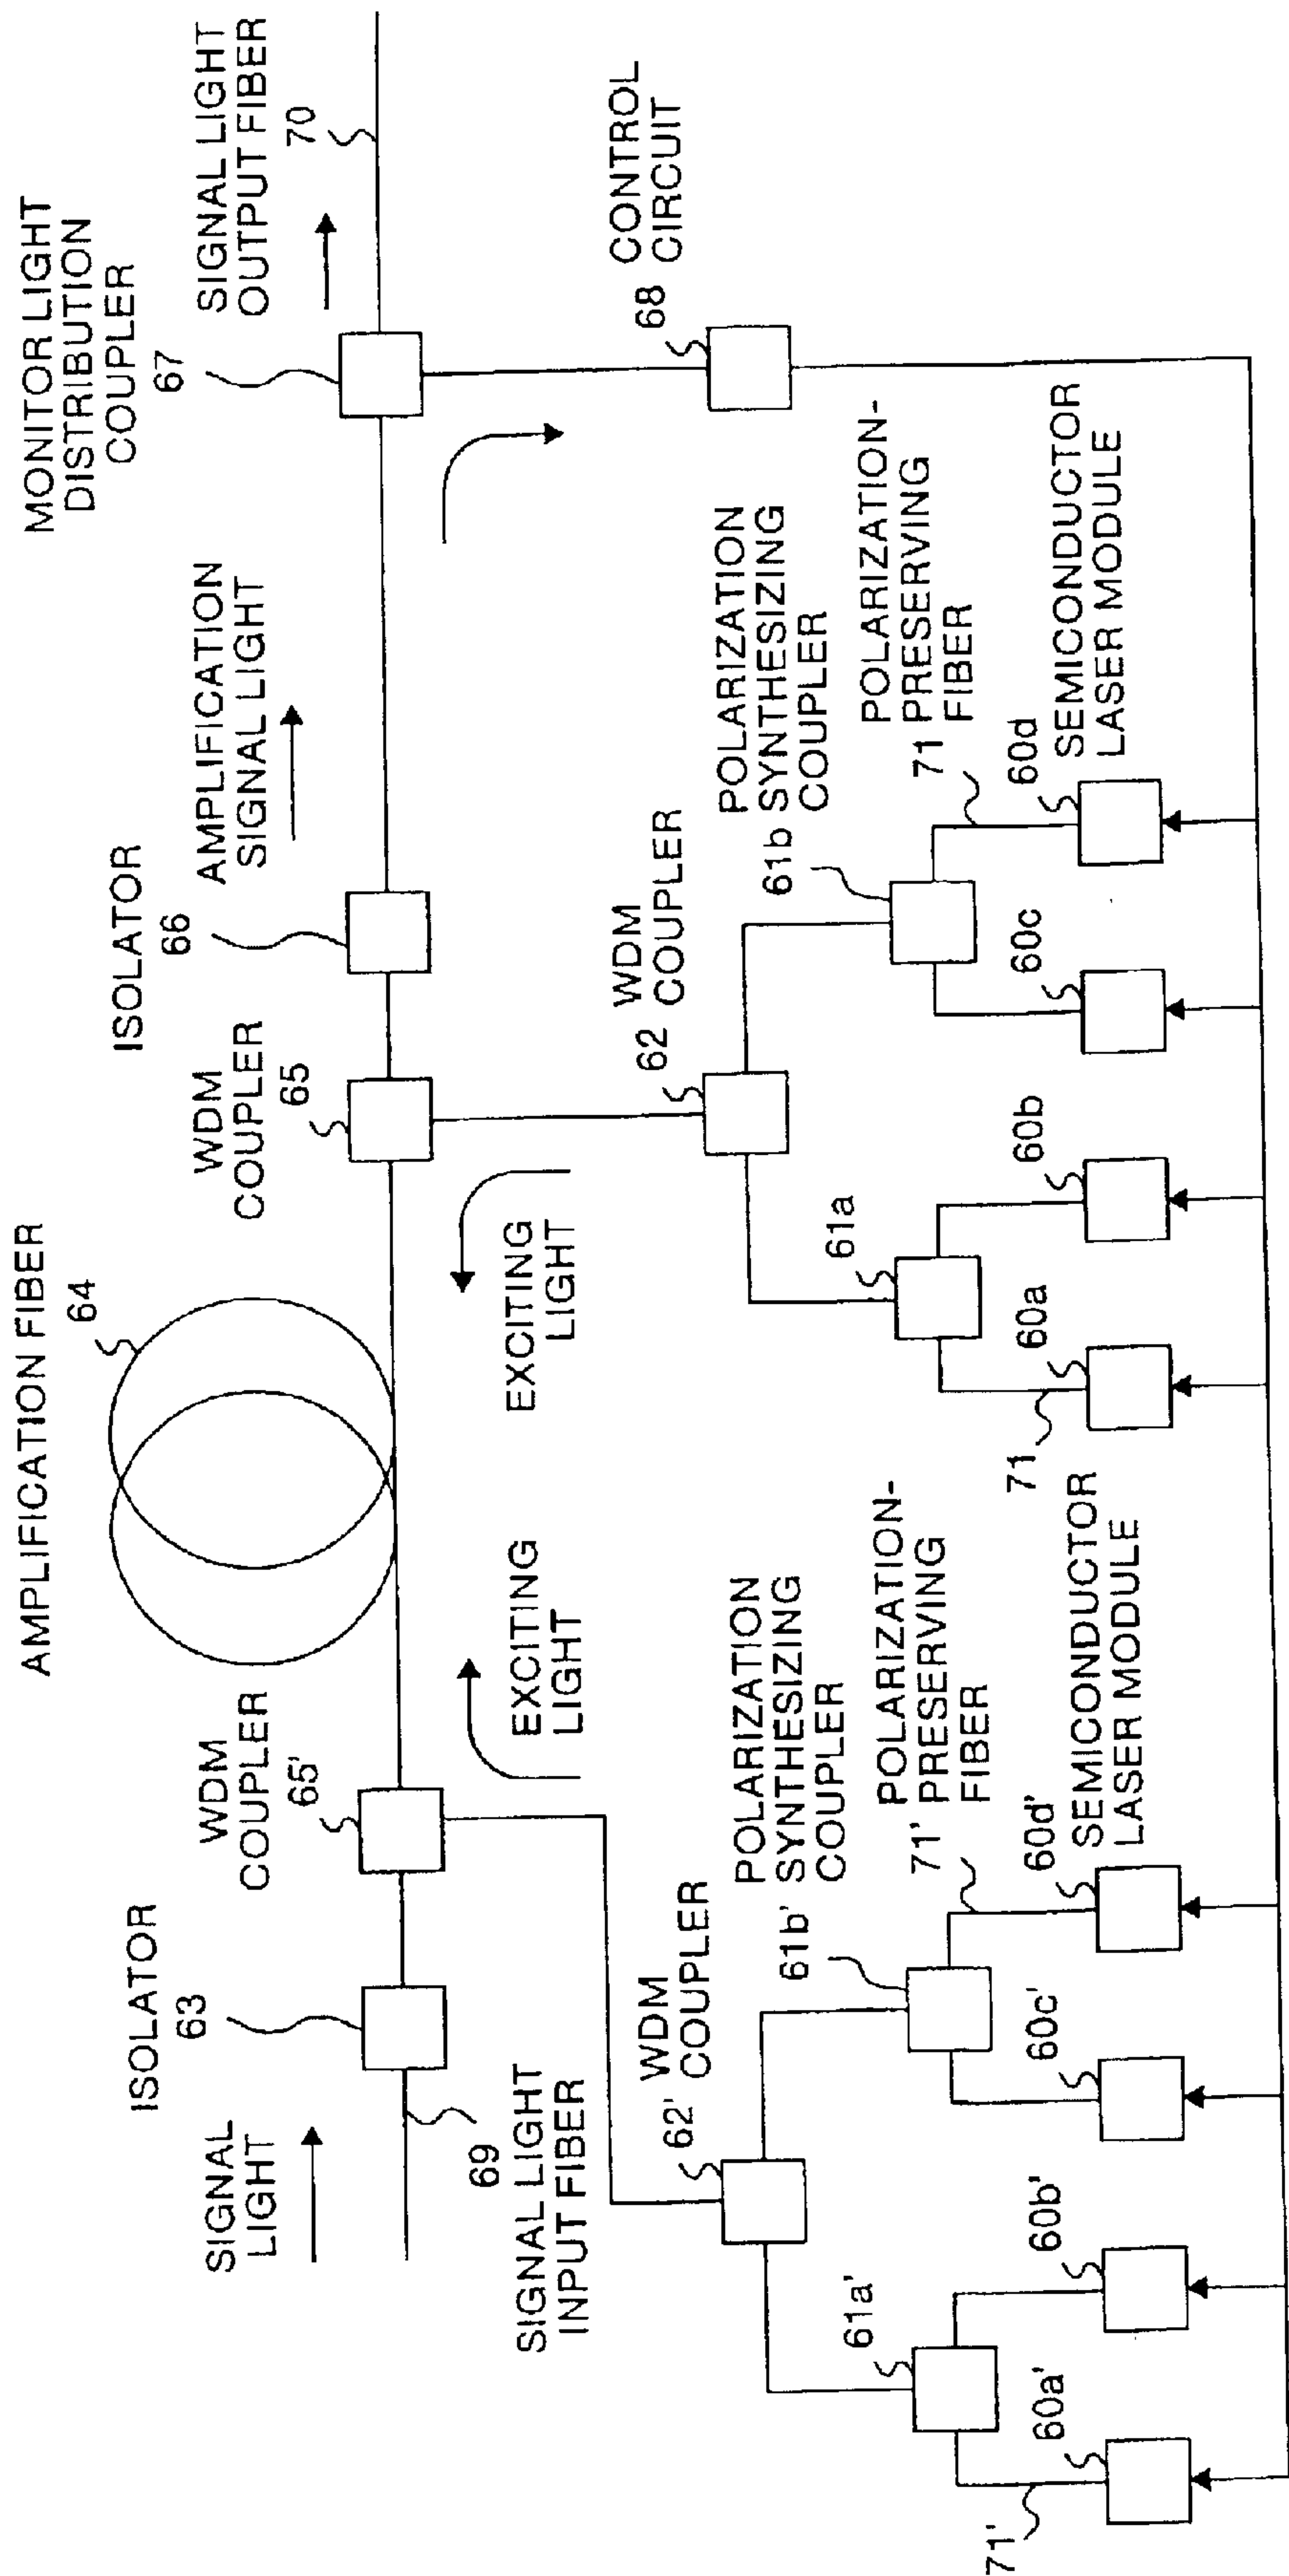 SIGNAL
LIGHT
69
SIGNAL LIGHT
INPUT FIBER
ISOLATOR
63
WDM
COUPLER
65'
AMPLIFICATION FIBER
64
EXCITING
LIGHT
EXCITING
LIGHT
WDM
COUPLER
65
ISOLATOR
66
AMPLIFICATION
SIGNAL LIGHT
MONITOR LIGHT
DISTRIBUTION
COUPLER
67
SIGNAL LIGHT
OUTPUT FIBER
70
68
CONTROL
CIRCUIT
62'
WDM
COUPLER
61a'
61b'
POLARIZATION
SYNTHESIZING
COUPLER
71'
POLARIZATION-
PRESERVING
FIBER
71'
60a'
60b'
60c'
60d'
SEMICONDUCTOR
LASER MODULE
62
WDM
COUPLER
61a
61b
POLARIZATION
SYNTHESIZING
COUPLER
71
POLARIZATION-
PRESERVING
FIBER
71
60a
60b
60c
60d
SEMICONDUCTOR
LASER MODULE